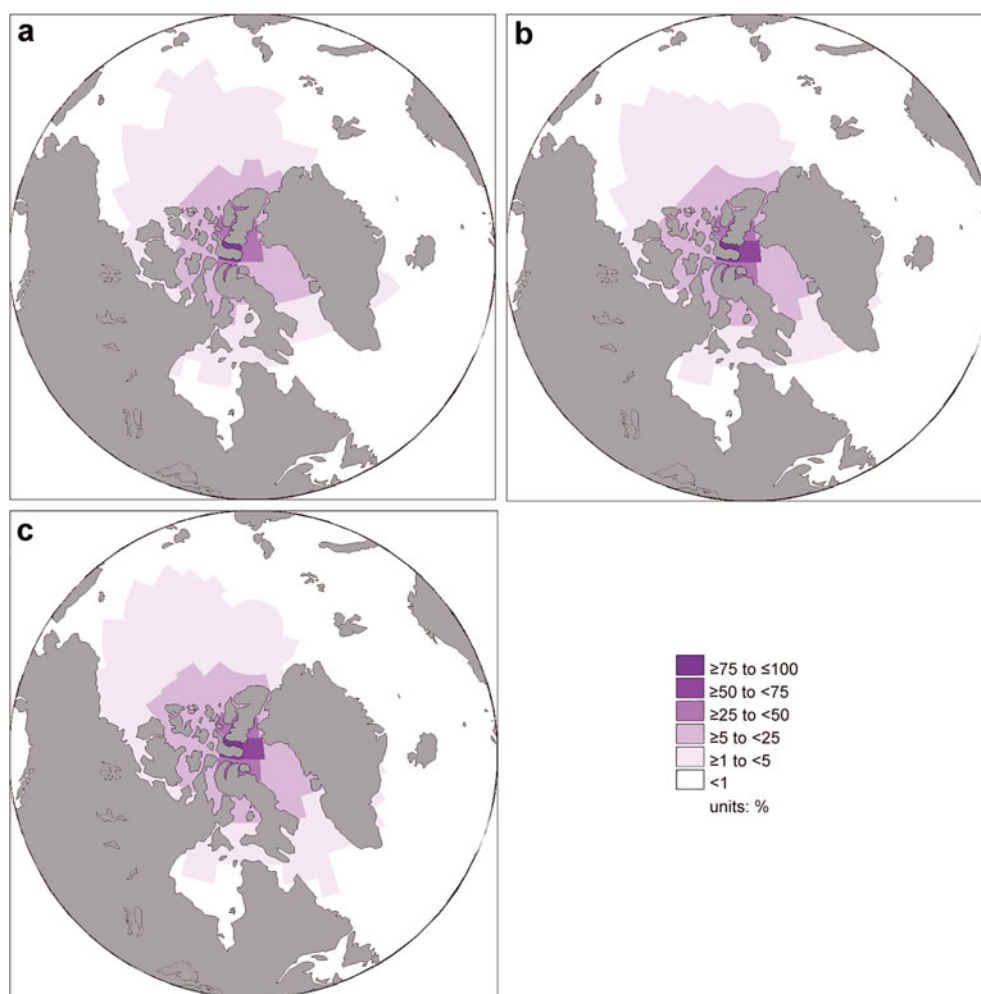 a
b
c
≥75 to ≤100
≥50 to <75
≥25 to <50
≥5 to <25
≥1 to <5
<1
units: %